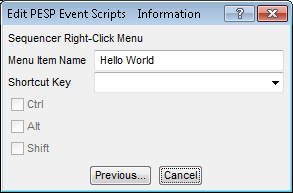 Edit PESP Event Scripts Information ?
Sequencer Right-Click Menu
Menu Item Name Hello World
Shortcut Key
Ctrl
Alt
Shift
Previous... Cancel